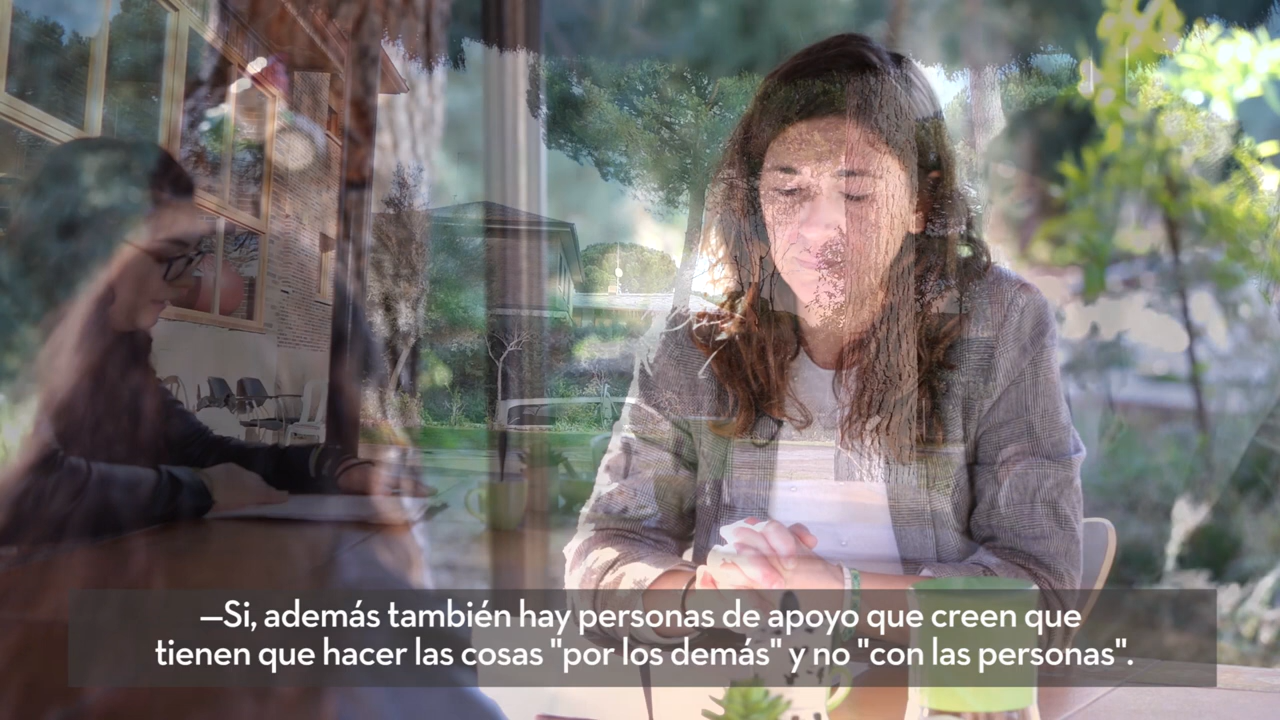 —Si, además también hay personas de apoyo que creen que
tienen que hacer las cosas "por los demás" y no "con las personas".